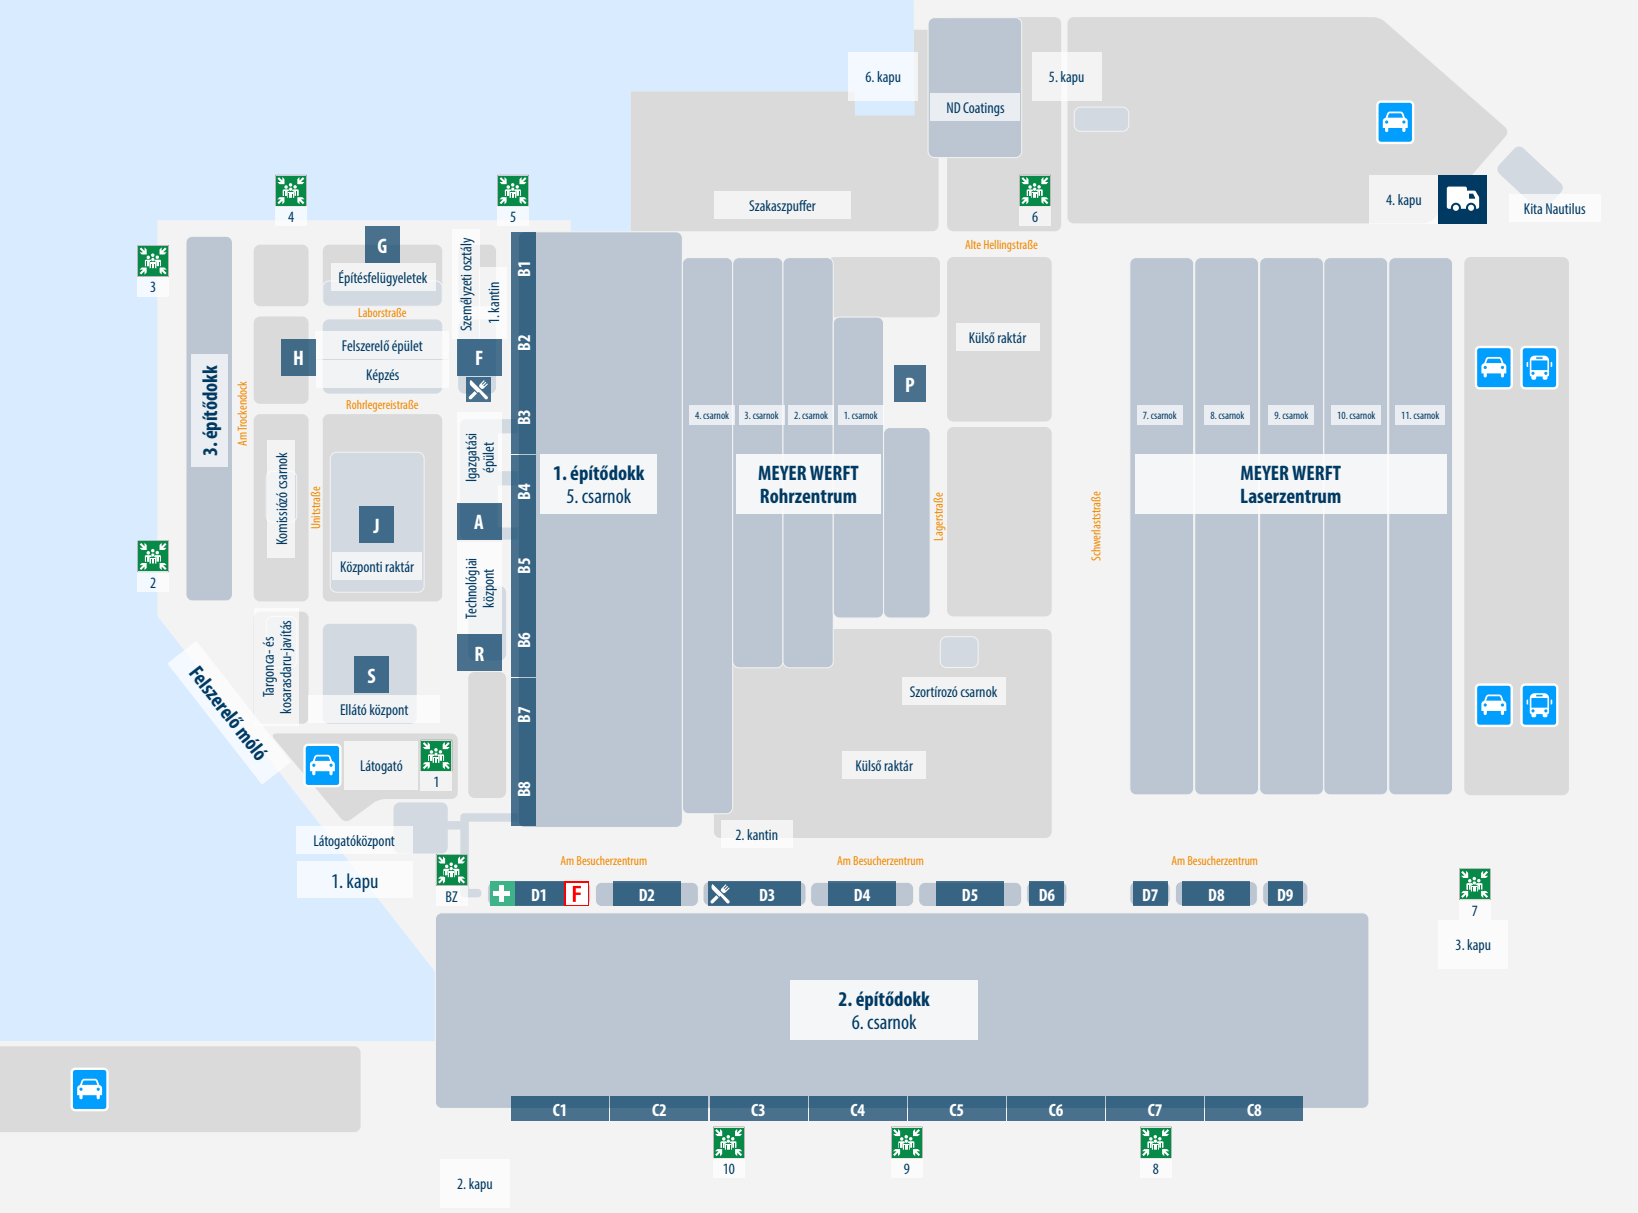 6. kapu
5. kapu
ND Coatings
4. kapu
Kita Nautilus
Szakaszpuffer
4
5
6
3
G
Építésfelügyeletek
Személyzeti osztály
1. kantin
Alte Hellingstraße
Laborstraße
H
Felszerelő épület
Képzés
F
Rohrlegereistraße
3. építődokk
Am Trockendock
Komissiózó csarnok
Unitstraße
J
Központi raktár
Igazgatási
épület
A
Technológiai
központ
R
2
Targonca- és
kosarasdaru-javítás
S
Ellátó központ
Felszerelő móló
Látogató
1
Látogatóközpont
1. kapu
BZ
B1
B2
B3
B4
B5
B6
B7
B8
1. építődokk
5. csarnok
4. csarnok
3. csarnok
2. csarnok
1. csarnok
MEYER WERFT
Rohrzentrum
P
Külső raktár
Lagerstraße
Szortírozó csarnok
Külső raktár
2. kantin
Schwerlaststraße
7. csarnok
8. csarnok
9. csarnok
10. csarnok
11. csarnok
MEYER WERFT
Laserzentrum
Am Besucherzentrum
Am Besucherzentrum
Am Besucherzentrum
D1
F
D2
D3
D4
D5
D6
D7
D8
D9
7
3. kapu
2. építődokk
6. csarnok
C1
C2
C3
C4
C5
C6
C7
C8
10
9
8
2. kapu